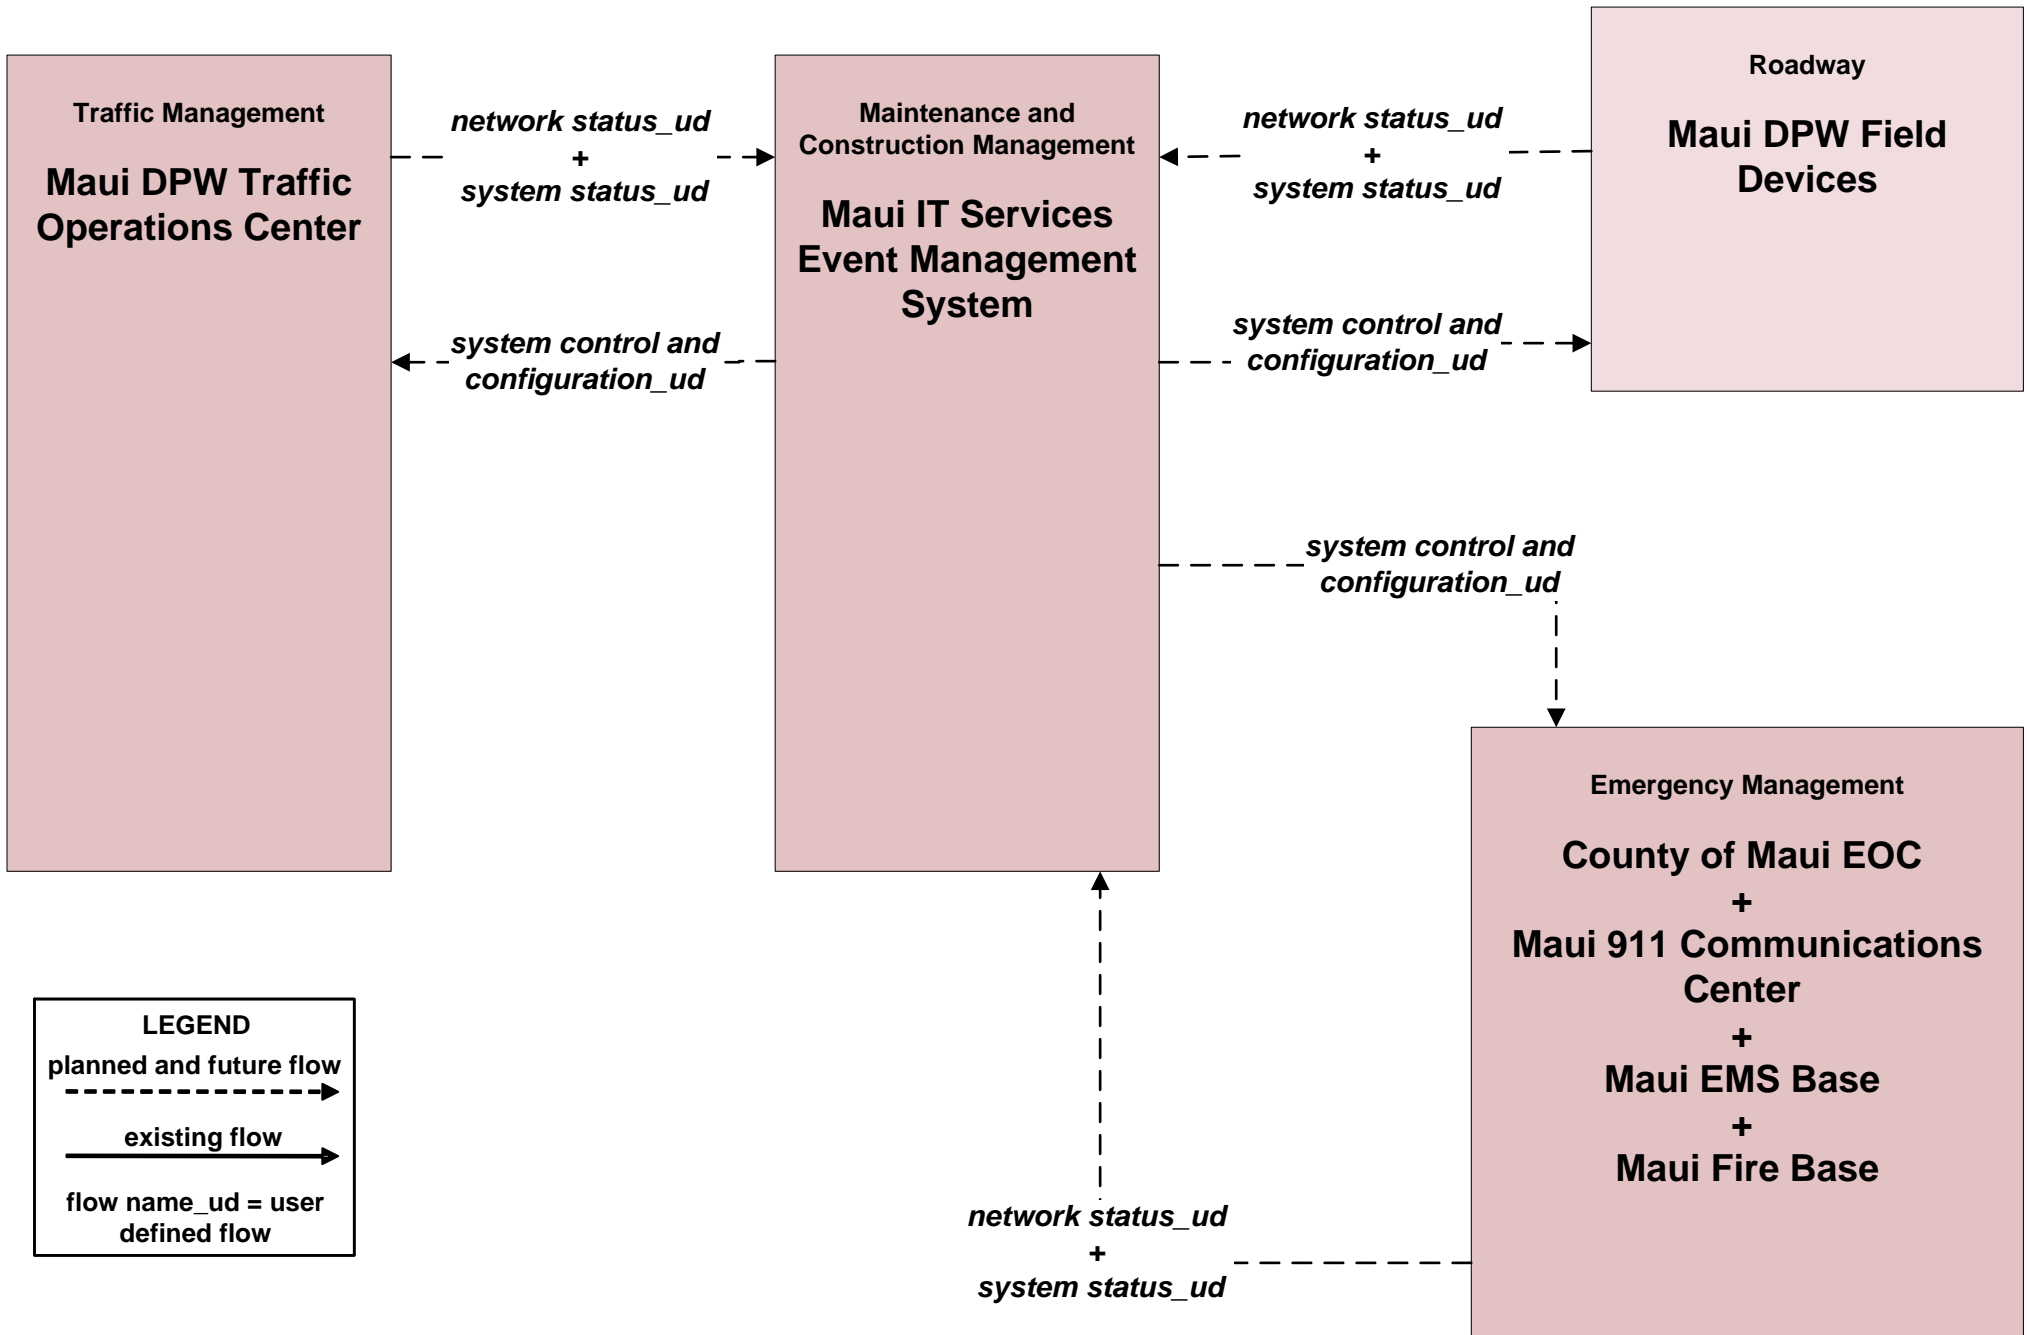 Traffic Management
Maui DPW Traffic
Operations Center
network status_ud
+
system status_ud
system control and
configuration_ud
Maintenance and
Construction Management
Maui IT Services
Event Management
System
network status_ud
+
system status_ud
system control and
configuration_ud
Roadway
Maui DPW Field
Devices
system control and
configuration_ud
Emergency Management
County of Maui EOC
+
Maui 911 Communications
Center
+
Maui EMS Base
+
Maui Fire Base
network status_ud
+
system status_ud
LEGEND
planned and future flow
existing flow
flow name_ud = user
defined flow